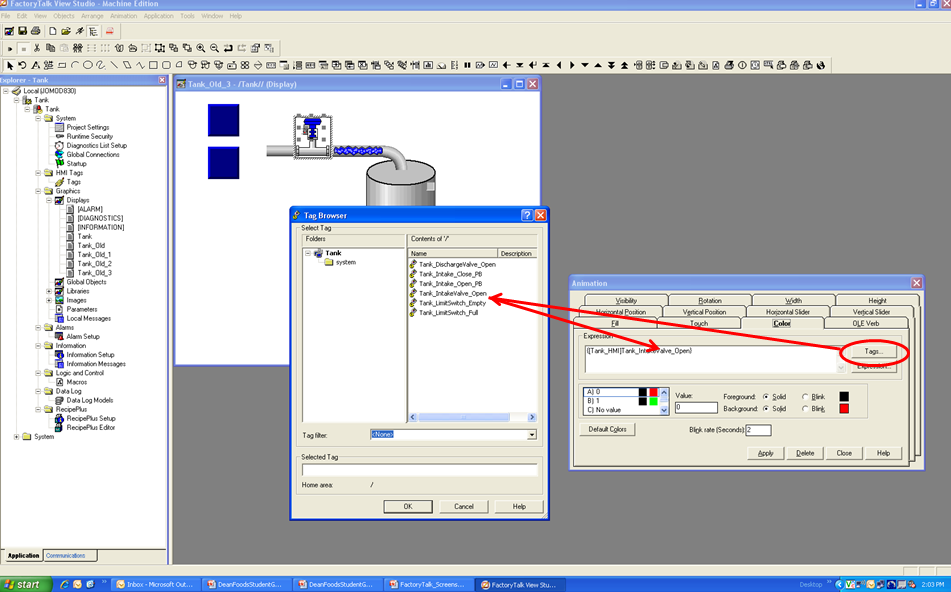 FactoryTalk View Studio - Machine Edition
File Edit View Objects Arrange Animation Application Tools Window Help
Explorer - Tank
Local (JOMOD830)
Tank
Tank
System
Project Settings
Runtime Security
Diagnostics List Setup
Global Connections
Startup
HMI Tags
Tags
Graphics
Displays
[ALARM]
[DIAGNOSTICS]
[INFORMATION]
Tank
Tank_Old
Tank_Old_1
Tank_Old_2
Tank_Old_3
Global Objects
Libraries
Images
Parameters
Local Messages
Alarms
Alarm Setup
Information
Information Setup
Information Messages
Logic and Control
Macros
Data Log
Data Log Models
RecipePlus
RecipePlus Setup
RecipePlus Editor
System
Application Communications
Tank_Old_3 - /Tank// (Display)
Tag Browser
Select Tag
Folders
Tank
system
Contents of '/'
Name Description
Tank_DischargeValve_Open
Tank_Intake_Close_PB
Tank_Intake_Open_PB
Tank_IntakeValve_Open
Tank_LimitSwitch_Empty
Tank_LimitSwitch_Full
Tag filter: <None>
Selected Tag
Home area: /
OK Cancel Help
Animation
Visibility Rotation Width Height
Horizontal Position Vertical Position Horizontal Slider Vertical Slider
Fill Touch Color OLE Verb
Expression
{[Tank_HMI]Tank_IntakeValve_Open}
Tags...
Expression...
A) 0
B) 1
C) No value
Value:
0
Foreground: Solid Blink
Background: Solid Blink
Default Colors
Blink rate (Seconds): 2
Apply Delete Close Help
start
Inbox - Microsoft Out...
DeanFoodsStudentG...
DeanFoodsStudentG...
FactoryTalk_Screens...
FactoryTalk View Stu...
Desktop
2:03 PM